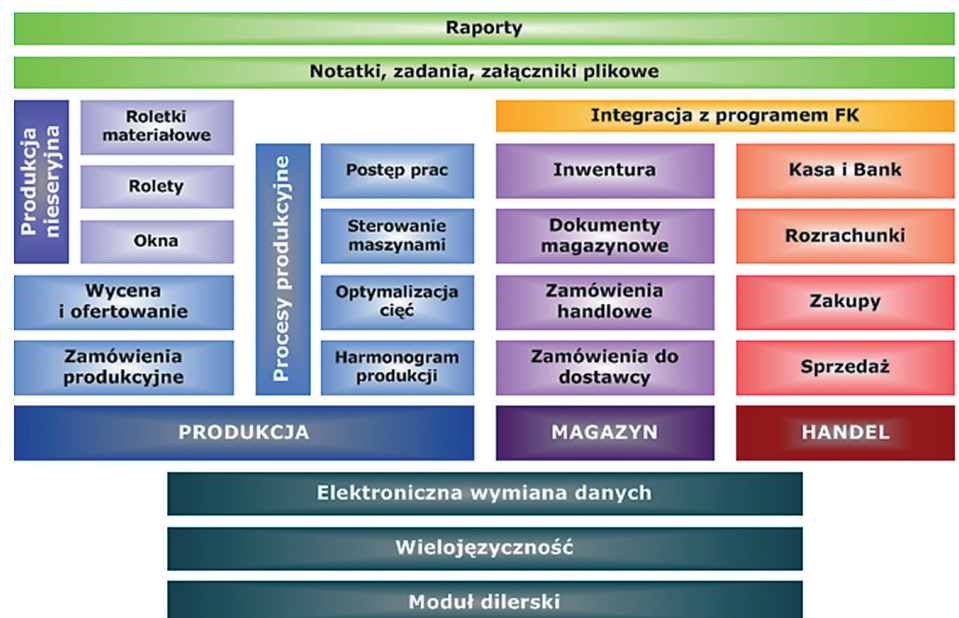 Raporty
Notatki, zadania, załączniki plikowe
Produkcja
nieseryjna
Roletki
materiałowe
Rolety
Okna
Wycena
i ofertowanie
Zamówienia
produkcyjne
Procesy produkcyjne
Postęp prac
Sterowanie
maszynami
Optymalizacja
cięć
Harmonogram
produkcji
PRODUKCJA
Integracja z programem FK
Inwentura
Dokumenty
magazynowe
Zamówienia
handlowe
Zamówienia do
dostawcy
MAGAZYN
Kasa i Bank
Rozrachunki
Zakupy
Sprzedaż
HANDEL
Elektroniczna wymiana danych
Wielojęzyczność
Moduł dilerski